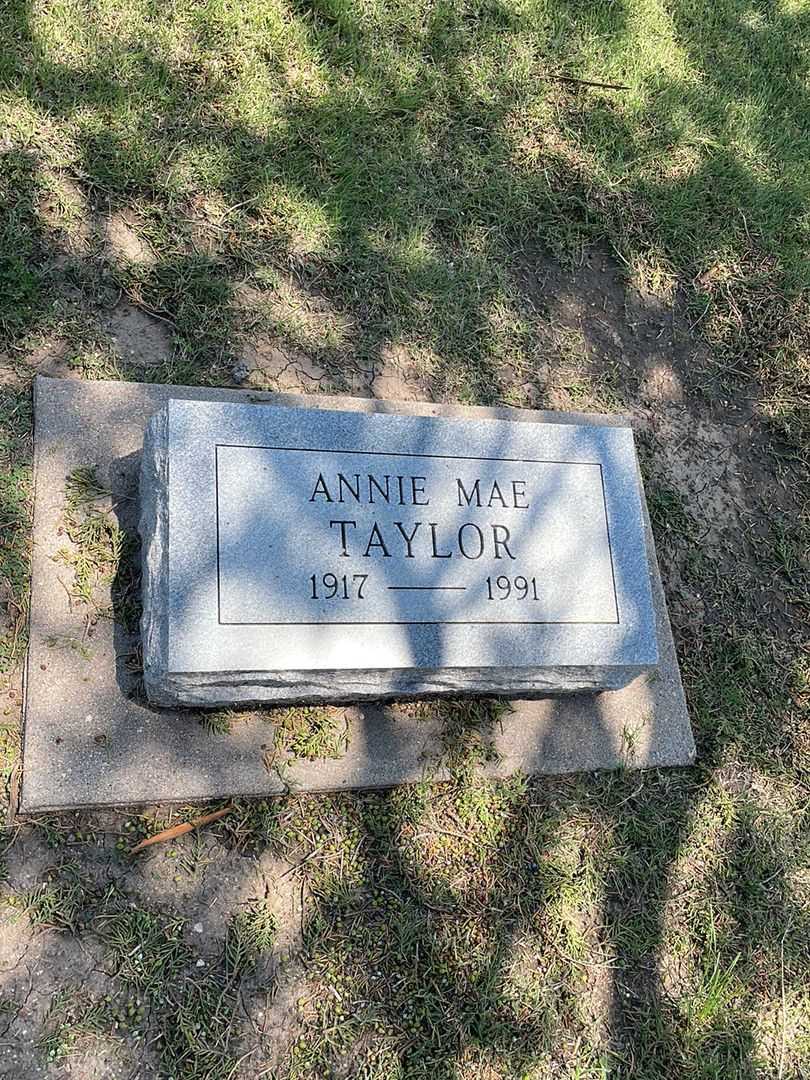 ANNIE MAE
TAYLOR
1917 — 1991